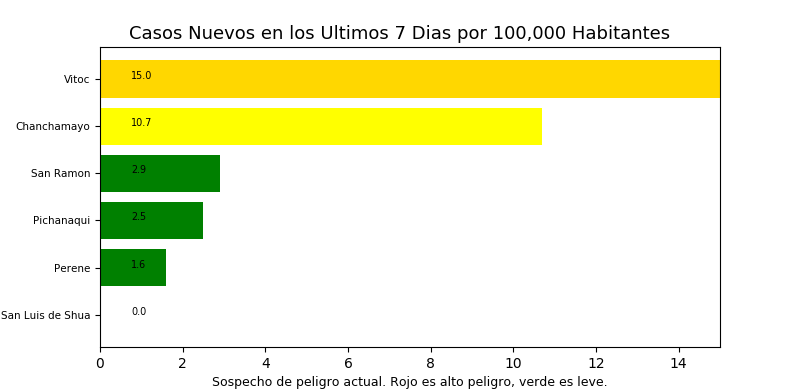 Casos Nuevos en los Ultimos 7 Dias por 100,000 Habitantes
Vitoc 15.0
Chanchamayo 10.7
San Ramon 2.9
Pichanaqui 2.5
Perene 1.6
San Luis de Shua 0.0
0 2 4 6 8 10 12 14
Sospecho de peligro actual. Rojo es alto peligro, verde es leve.